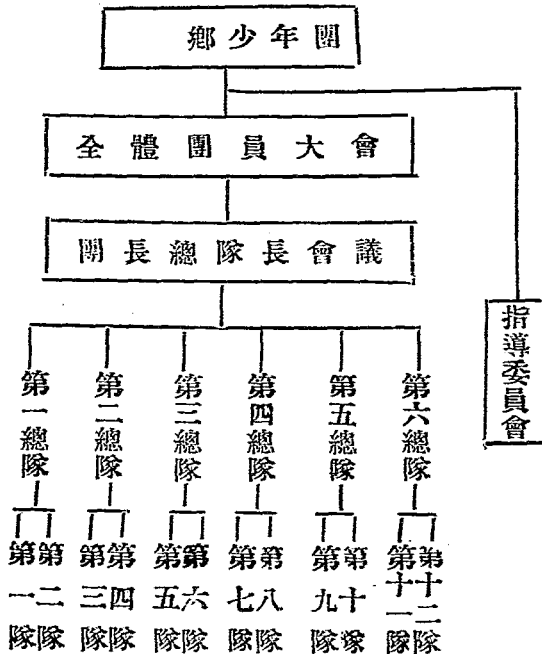 鄉少年團
全體團員大會
團長總隊長會議
指導委員會
第一總隊
第二總隊
第三總隊
第四總隊
第五總隊
第六總隊
第一隊
第二隊
第三隊
第四隊
第五隊
第六隊
第七隊
第八隊
第九隊
第十隊
第十一隊
第十二隊